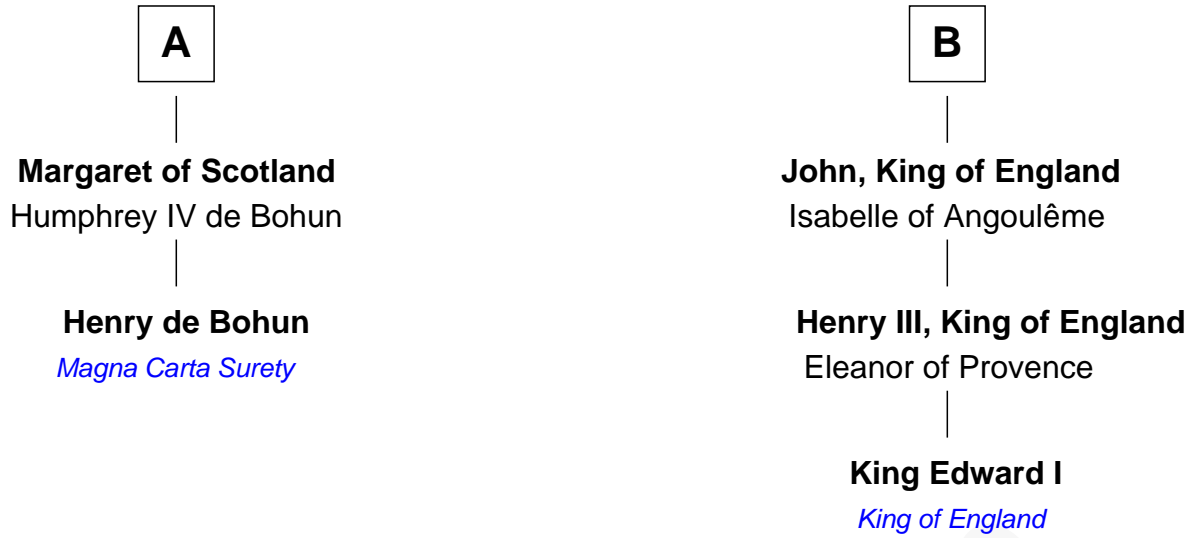 A
Margaret of Scotland
Humphrey IV de Bohun
Henry de Bohun
Magna Carta Surety
B
John, King of England
Isabelle of Angoulême
Henry III, King of England
Eleanor of Provence
King Edward I
King of England